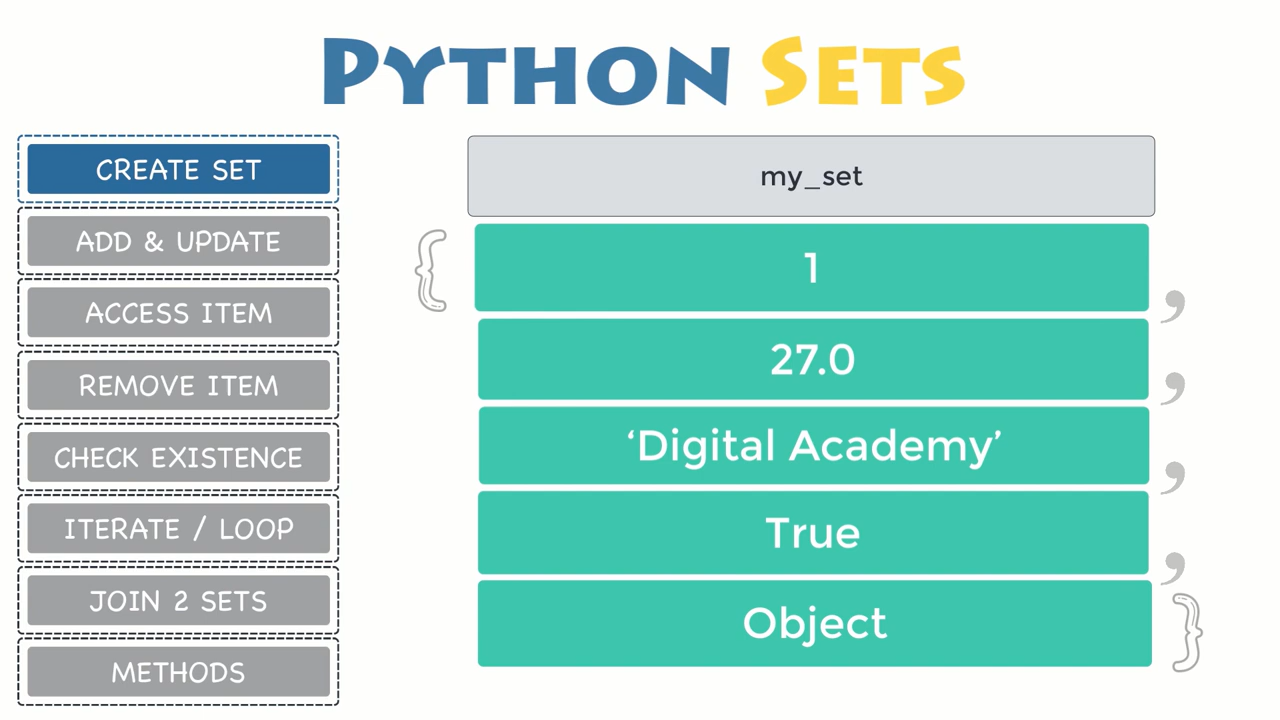 PYTHON SETS
CREATE SET
ADD & UPDATE
ACCESS ITEM
REMOVE ITEM
CHECK EXISTENCE
ITERATE / LOOP
JOIN 2 SETS
METHODS
my_set
{ 1 ,
27.0 ,
‘Digital Academy’ ,
True ,
Object }